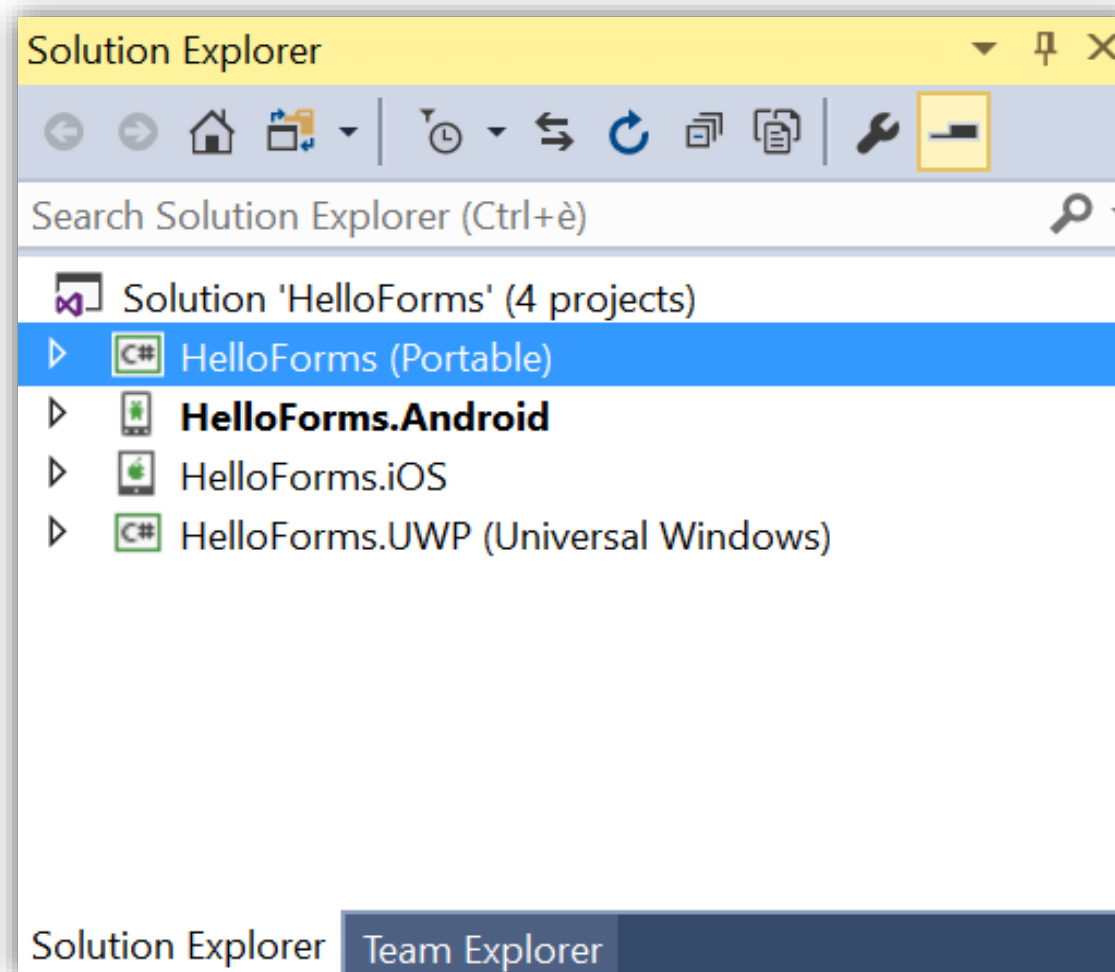 Solution Explorer
Search Solution Explorer (Ctrl+è)
Solution 'HelloForms' (4 projects)
C# HelloForms (Portable)
HelloForms.Android
HelloForms.iOS
C# HelloForms.UWP (Universal Windows)
Solution Explorer Team Explorer